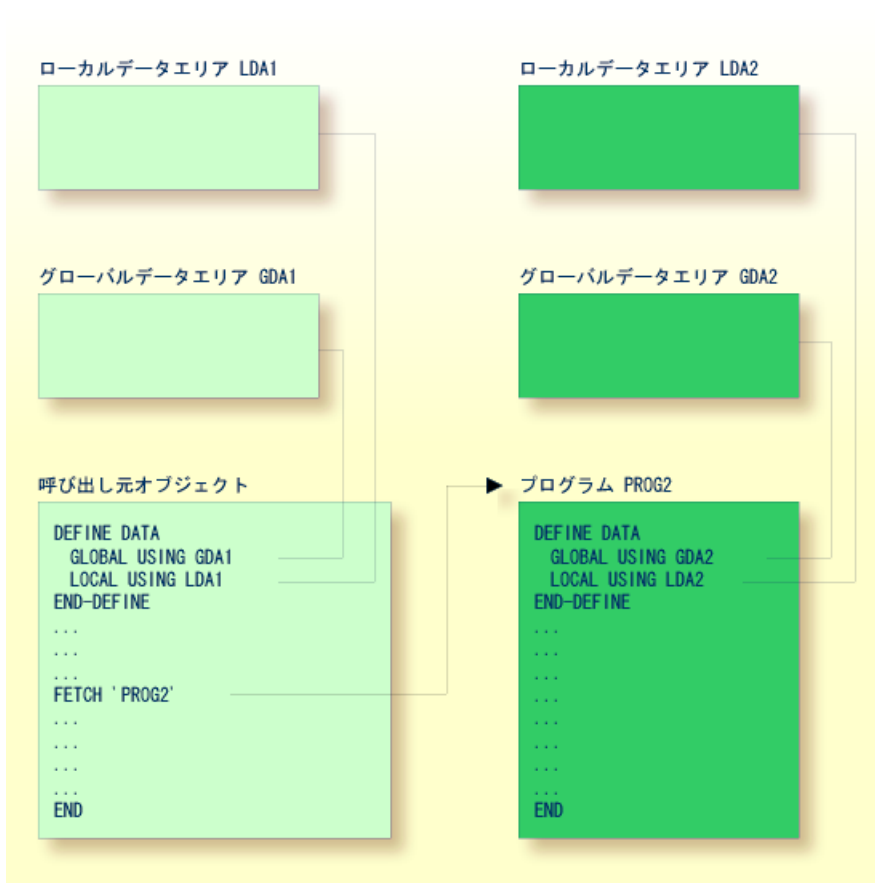 ローカルデータエリア LDA1
ローカルデータエリア LDA2
グローバルデータエリア GDA1
グローバルデータエリア GDA2
呼び出し元オブジェクト
DEFINE DATA
GLOBAL USING GDA1
LOCAL USING LDA1
END-DEFINE
...
...
...
FETCH 'PROG2'
...
...
...
...
END
プログラム PROG2
DEFINE DATA
GLOBAL USING GDA2
LOCAL USING LDA2
END-DEFINE
...
...
...
...
...
...
...
...
END